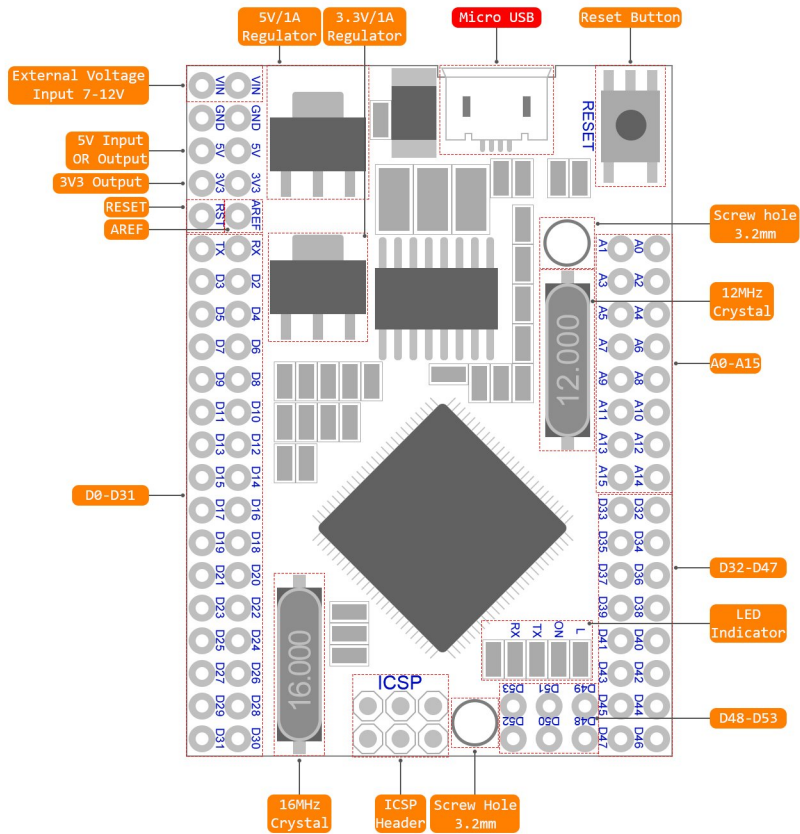 5V/1A
Regulator
3.3V/1A
Regulator
Micro USB
Reset Button
External Voltage
Input 7-12V
5V Input
OR Output
3V3 Output
RESET
AREF
D0-D31
VIN VIN
GND GND
5V 5V
3V3 3V3
RST AREF
TX RX
D3 D2
D5 D4
D7 D6
D9 D8
D11 D10
D13 D12
D15 D14
D17 D16
D19 D18
D21 D20
D23 D22
D25 D24
D27 D26
D29 D28
D31 D30
RESET
12.000
16.000
ICSP
RX TX ON L
D53 D51 D49
D52 D50 D48
A1 A0
A3 A2
A5 A4
A7 A6
A9 A8
A11 A10
A13 A12
A15 A14
D33 D32
D35 D34
D37 D36
D39 D38
D41 D40
D43 D42
D45 D44
D47 D46
Screw hole
3.2mm
12MHz
Crystal
A0-A15
D32-D47
LED
Indicator
D48-D53
16MHz
Crystal
ICSP
Header
Screw Hole
3.2mm